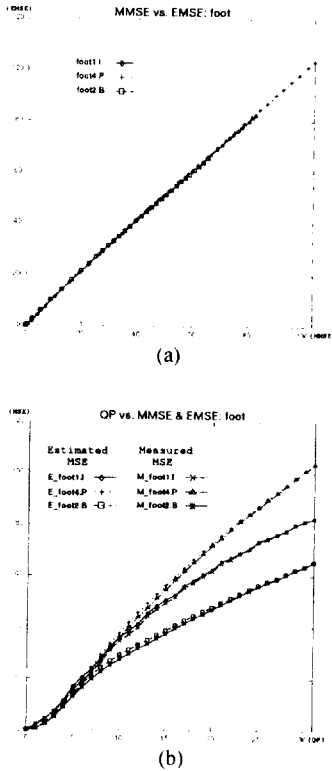 MMSE vs. EMSE: foot
(EMSE)
foot1.I
foot4.P
foot2.B
(MMSE)
(a)
QP vs. MMSE & EMSE: foot
(MSE)
Estimated Measured
MSE MSE
E_foot1.I M_foot1.I
E_foot4.P M_foot4.P
E_foot2.B M_foot2.B
(QP)
(b)